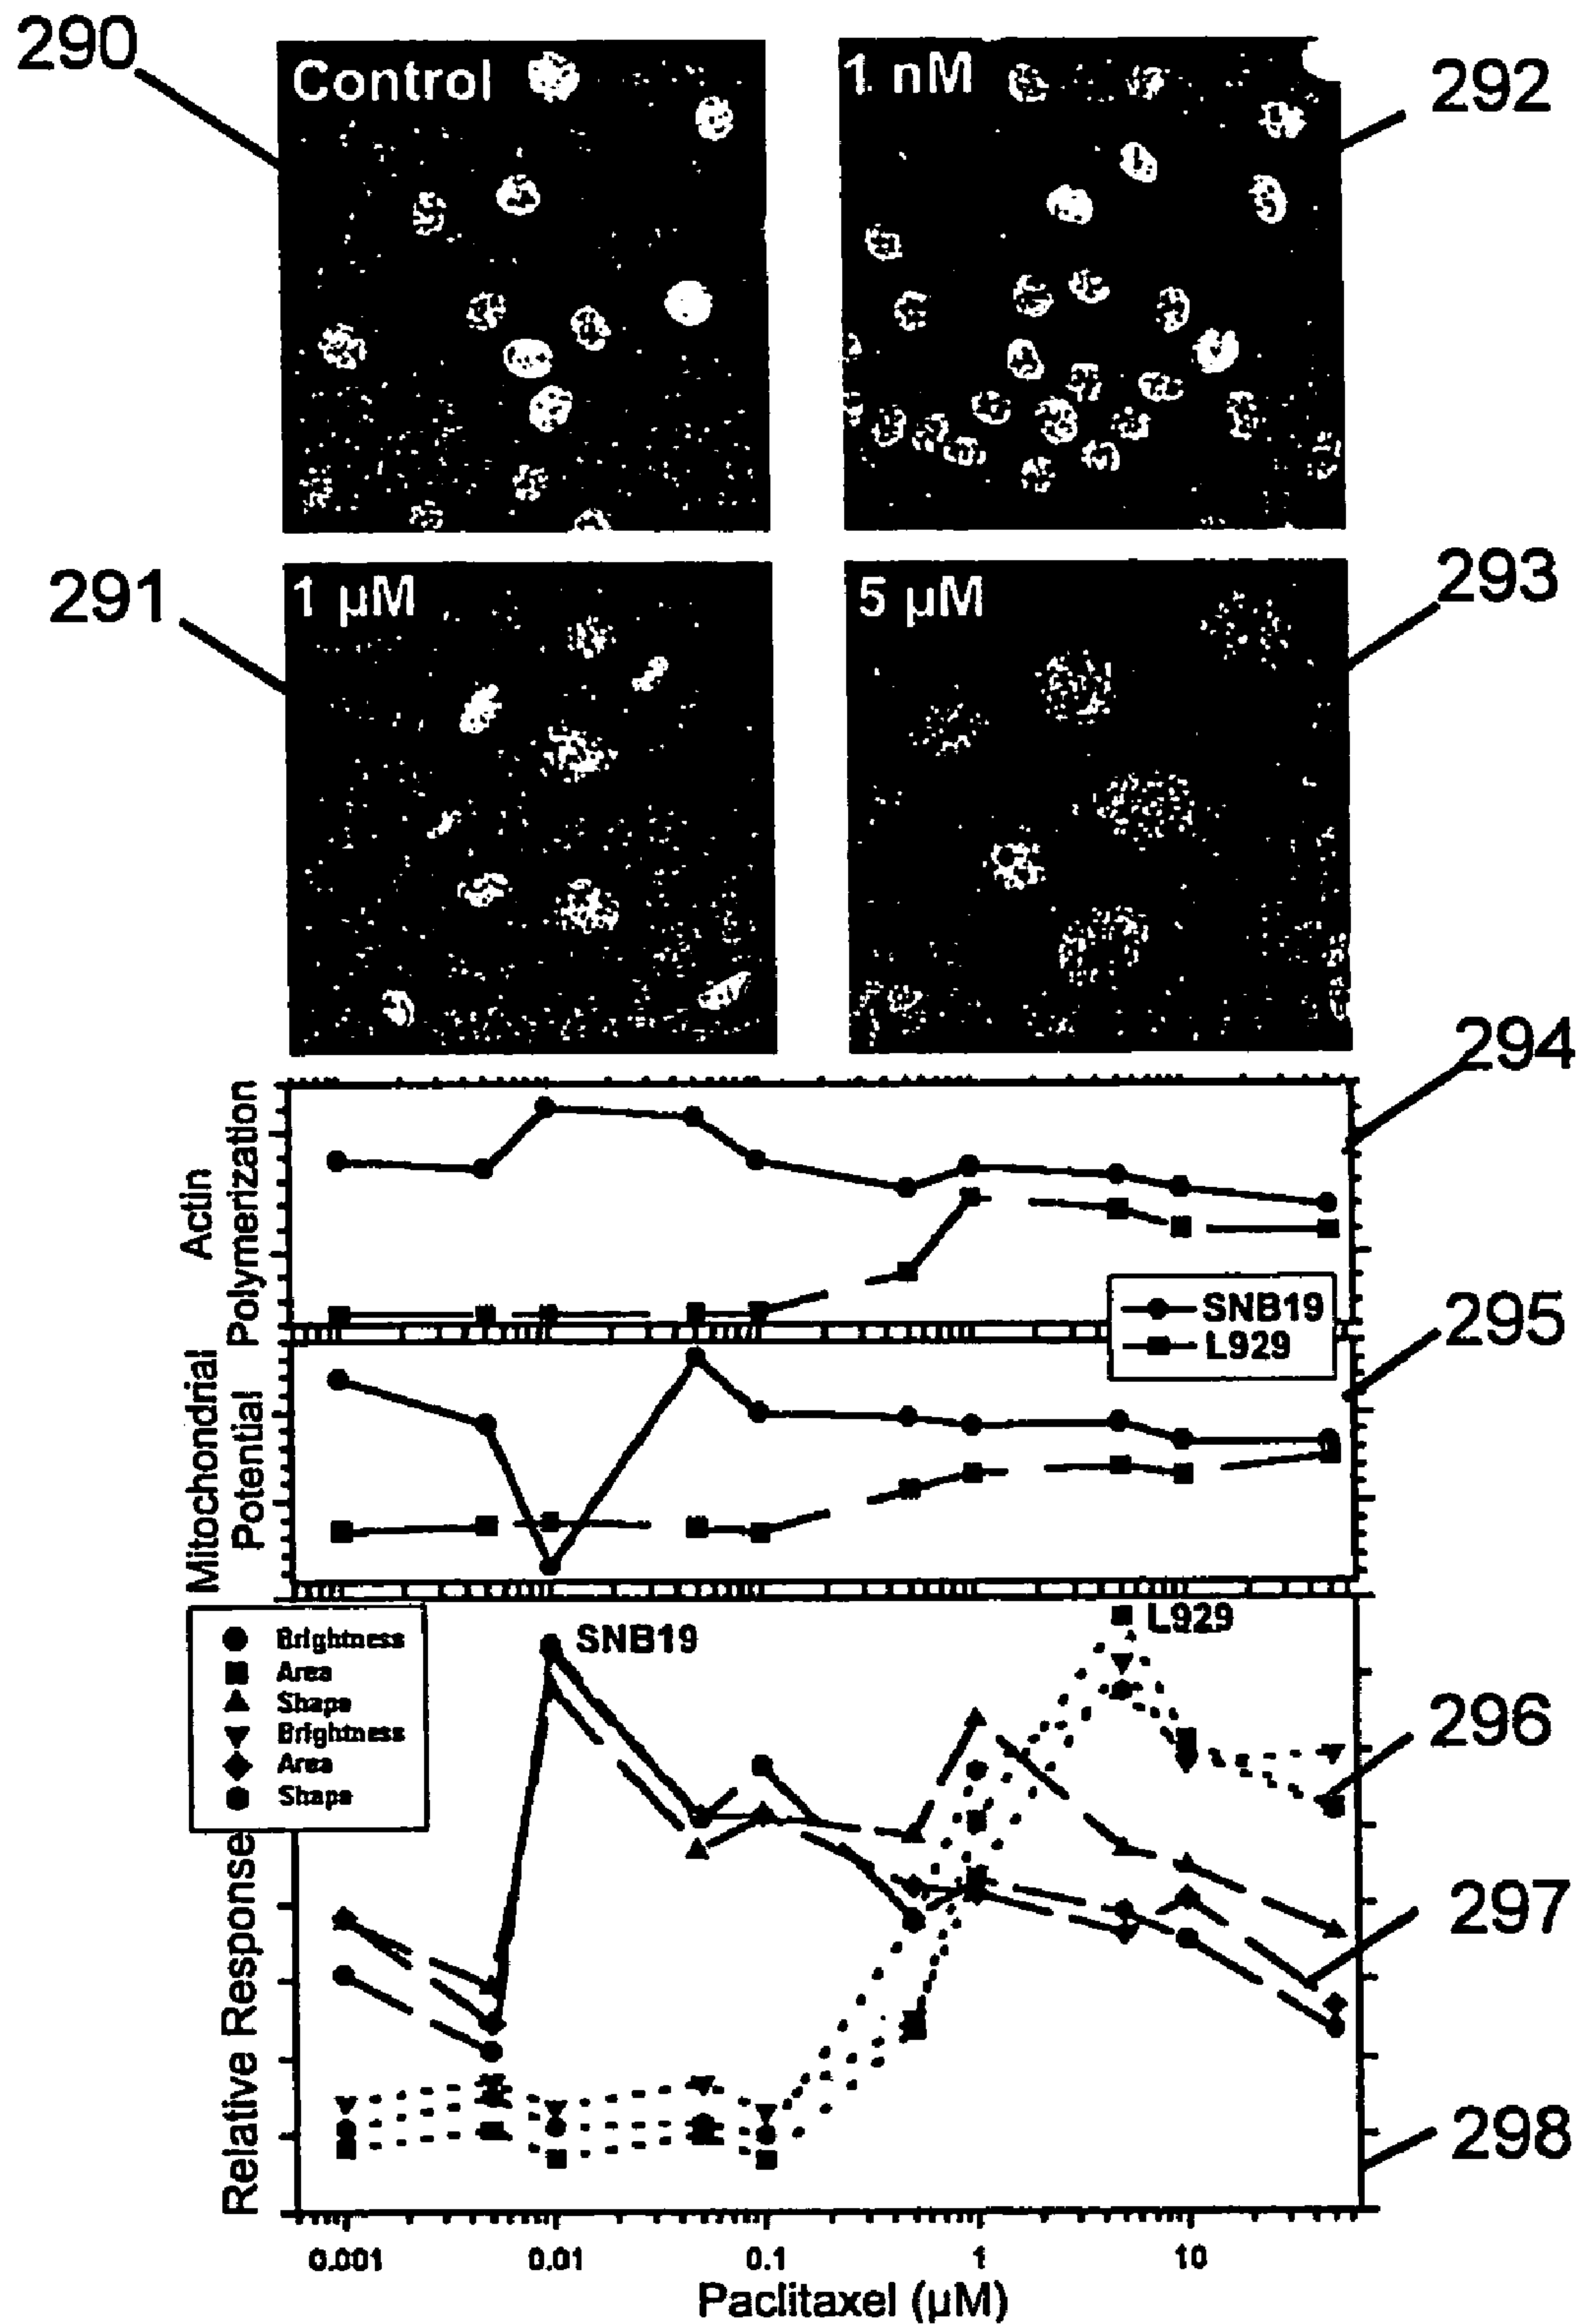 290
Control
1 nM
292
291
1 µM
5 µM
293
294
Actin
Polymerization
SNB19
L929
295
Mitochondrial
Potential
Brightness
Area
Shape
Brightness
Area
Shape
SNB19
L929
296
297
298
Relative Response
0.001
0.01
0.1
1
10
Paclitaxel (µM)